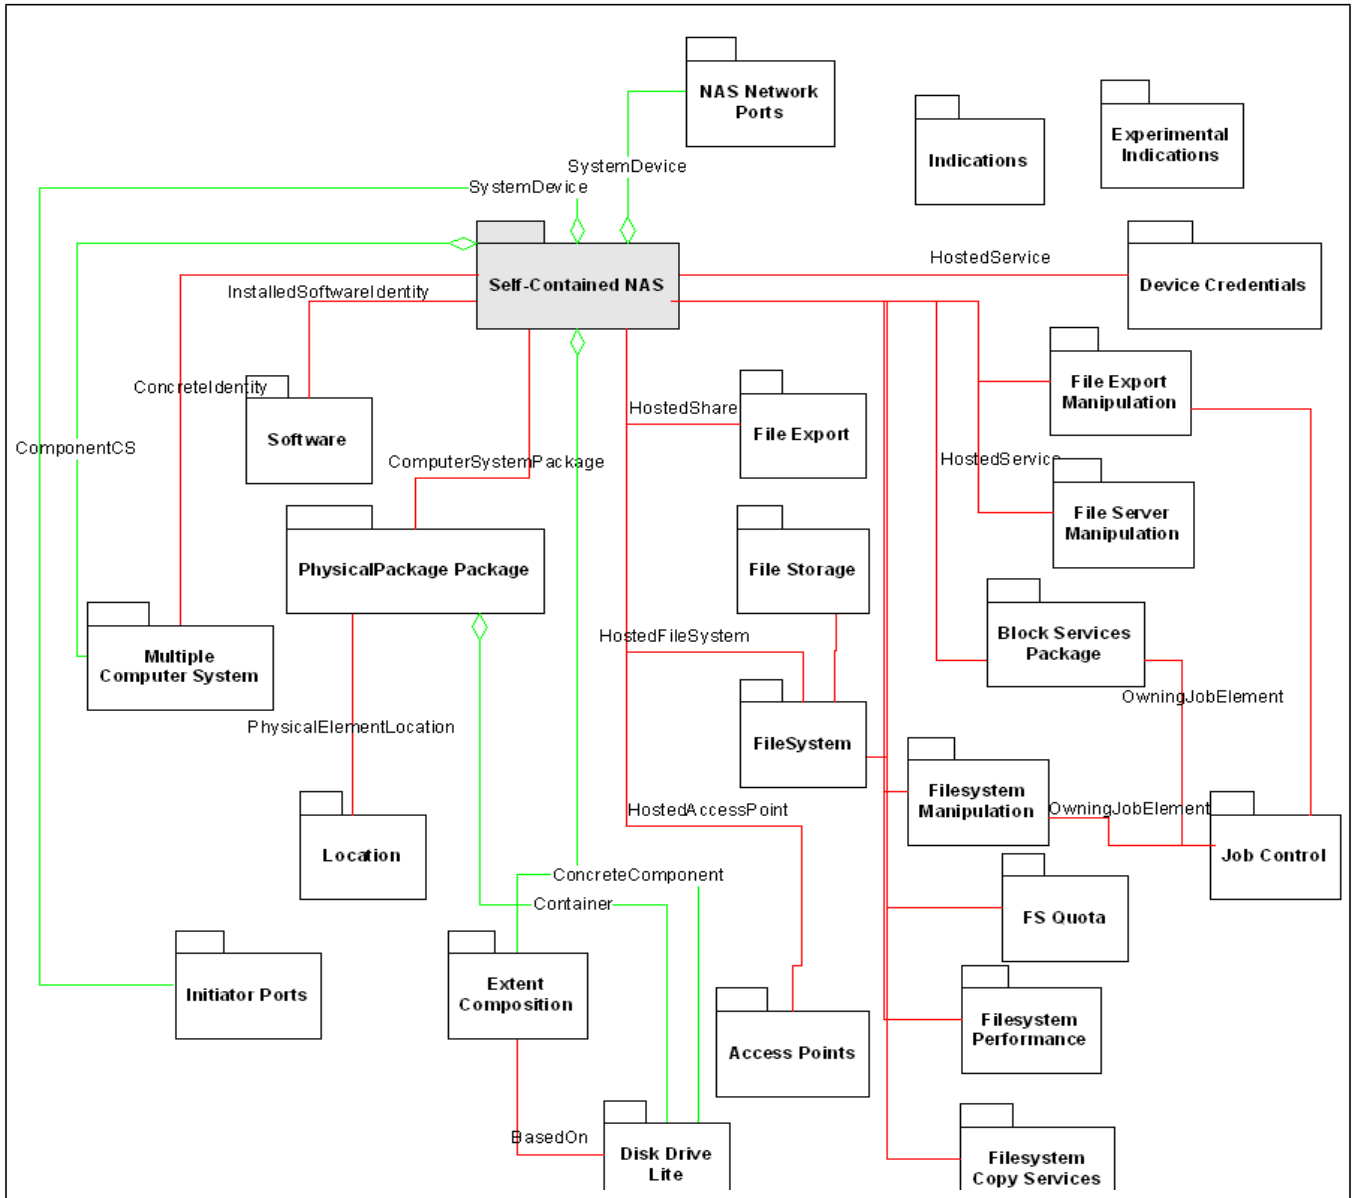 NAS Network
Ports
Experimental
Indications
Indications
SystemDevice
SystemDevice
HostedService
Self-Contained NAS
Device Credentials
InstalledSoftwareIdentity
ConcreteIdentity
File Export
Manipulation
HostedShare
Software
File Export
ComponentCS
ComputerSystemPackage
HostedService
File Server
Manipulation
PhysicalPackage Package
File Storage
HostedFileSystem
Block Services
Package
Multiple
Computer System
OwningJobElement
PhysicalElementLocation
FileSystem
Filesystem
Manipulation
HostedAccessPoint
OwningJobElement
Location
Job Control
ConcreteComponent
Container
FS Quota
Initiator Ports
Extent
Composition
Filesystem
Performance
Access Points
BasedOn
Disk Drive
Lite
Filesystem
Copy Services